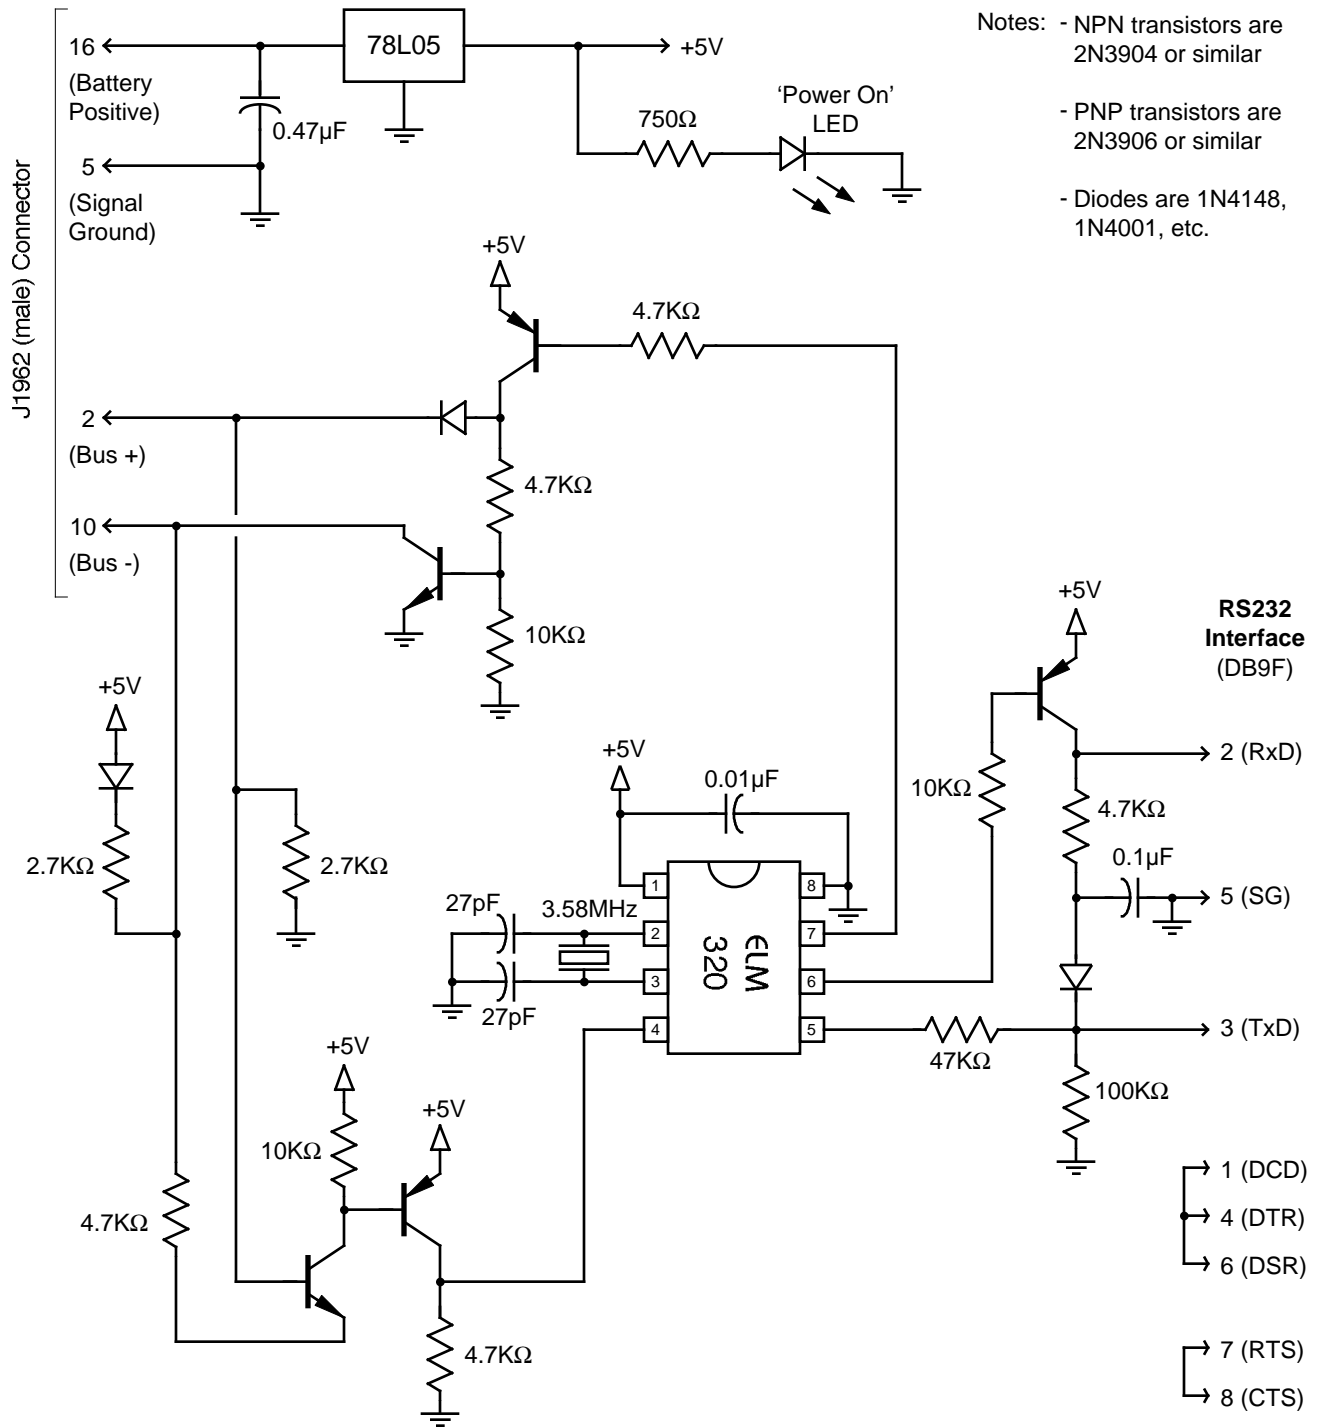 Notes: - NPN transistors are
2N3904 or similar
- PNP transistors are
2N3906 or similar
- Diodes are 1N4148,
1N4001, etc.
J1962 (male) Connector
16
(Battery
Positive)
5
(Signal
Ground)
78L05
+5V
0.47µF
750Ω
‘Power On’
LED
+5V
4.7KΩ
2
(Bus +)
4.7KΩ
10
(Bus -)
10KΩ
+5V
2.7KΩ
2.7KΩ
+5V
0.01µF
+5V
RS232
Interface
(DB9F)
2 (RxD)
10KΩ
4.7KΩ
0.1µF
5 (SG)
27pF
3.58MHz
27pF
1
2
3
4
8
7
6
5
ELM
320
47KΩ
3 (TxD)
100KΩ
+5V
10KΩ
+5V
4.7KΩ
4.7KΩ
1 (DCD)
4 (DTR)
6 (DSR)
7 (RTS)
8 (CTS)